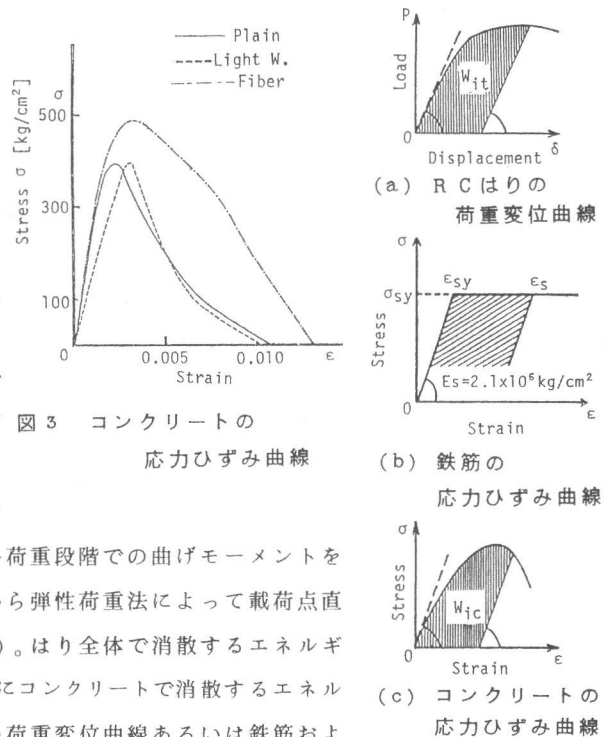 Plain
Light W.
Fiber
Stress σ [kg/cm²]
σ
500
300
100
0
0.005
0.010
ε
Strain
図3 コンクリートの
応力ひずみ曲線
荷重段階での曲げモーメントを
ら弾性荷重法によって載荷点直
)。はり全体で消散するエネルギ
にコンクリートで消散するエネル
荷重変位曲線あるいは鉄筋およ
P
Load
Wit
0
Displacement δ
(a) RCはりの
荷重変位曲線
σ
σsy
εsy
εs
Stress
Es=2.1x10⁶kg/cm²
0
ε
Strain
(b) 鉄筋の
応力ひずみ曲線
σ
Stress
Wic
0
Strain
ε
(c) コンクリートの
応力ひずみ曲線